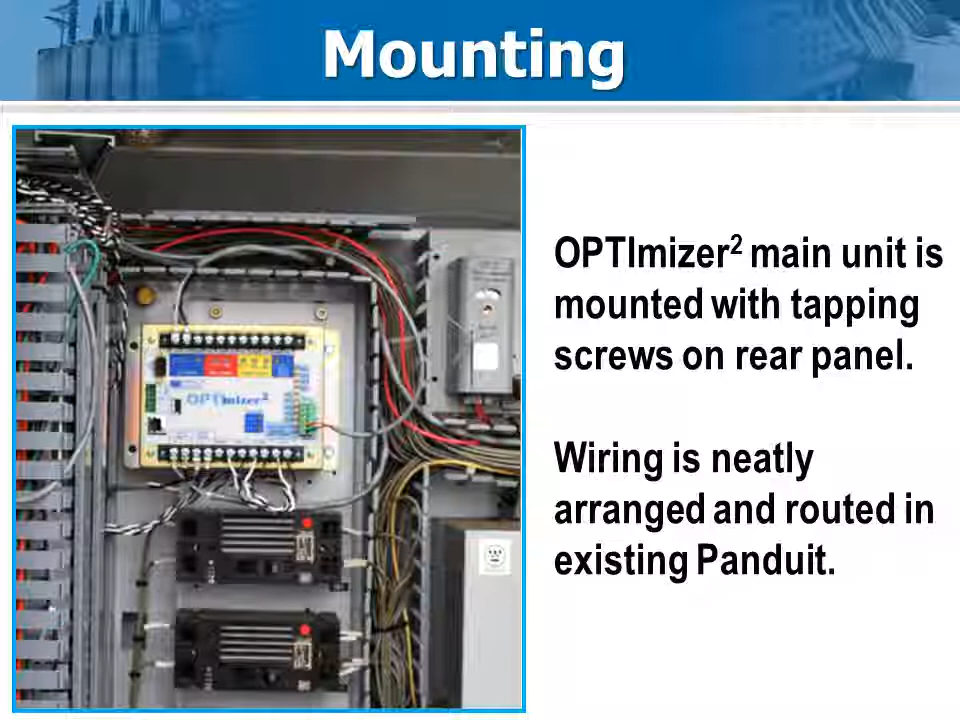 Mounting
OPTImizer²
OPTImizer² main unit is
mounted with tapping
screws on rear panel.
Wiring is neatly
arranged and routed in
existing Panduit.